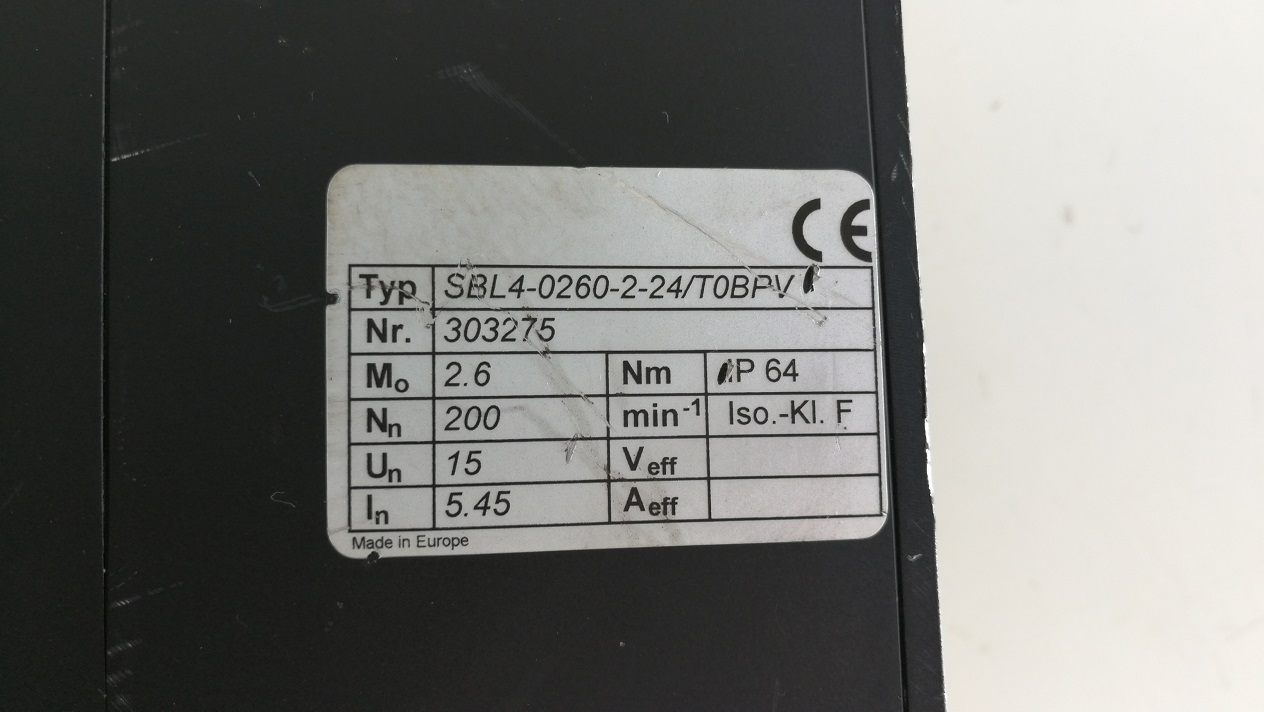 CE
Typ SBL4-0260-2-24/T0BPV
Nr. 303275
Mo 2.6 Nm IP 64
Nn 200 min-1 Iso.-Kl. F
Un 15 Veff
In 5.45 Aeff
Made in Europe